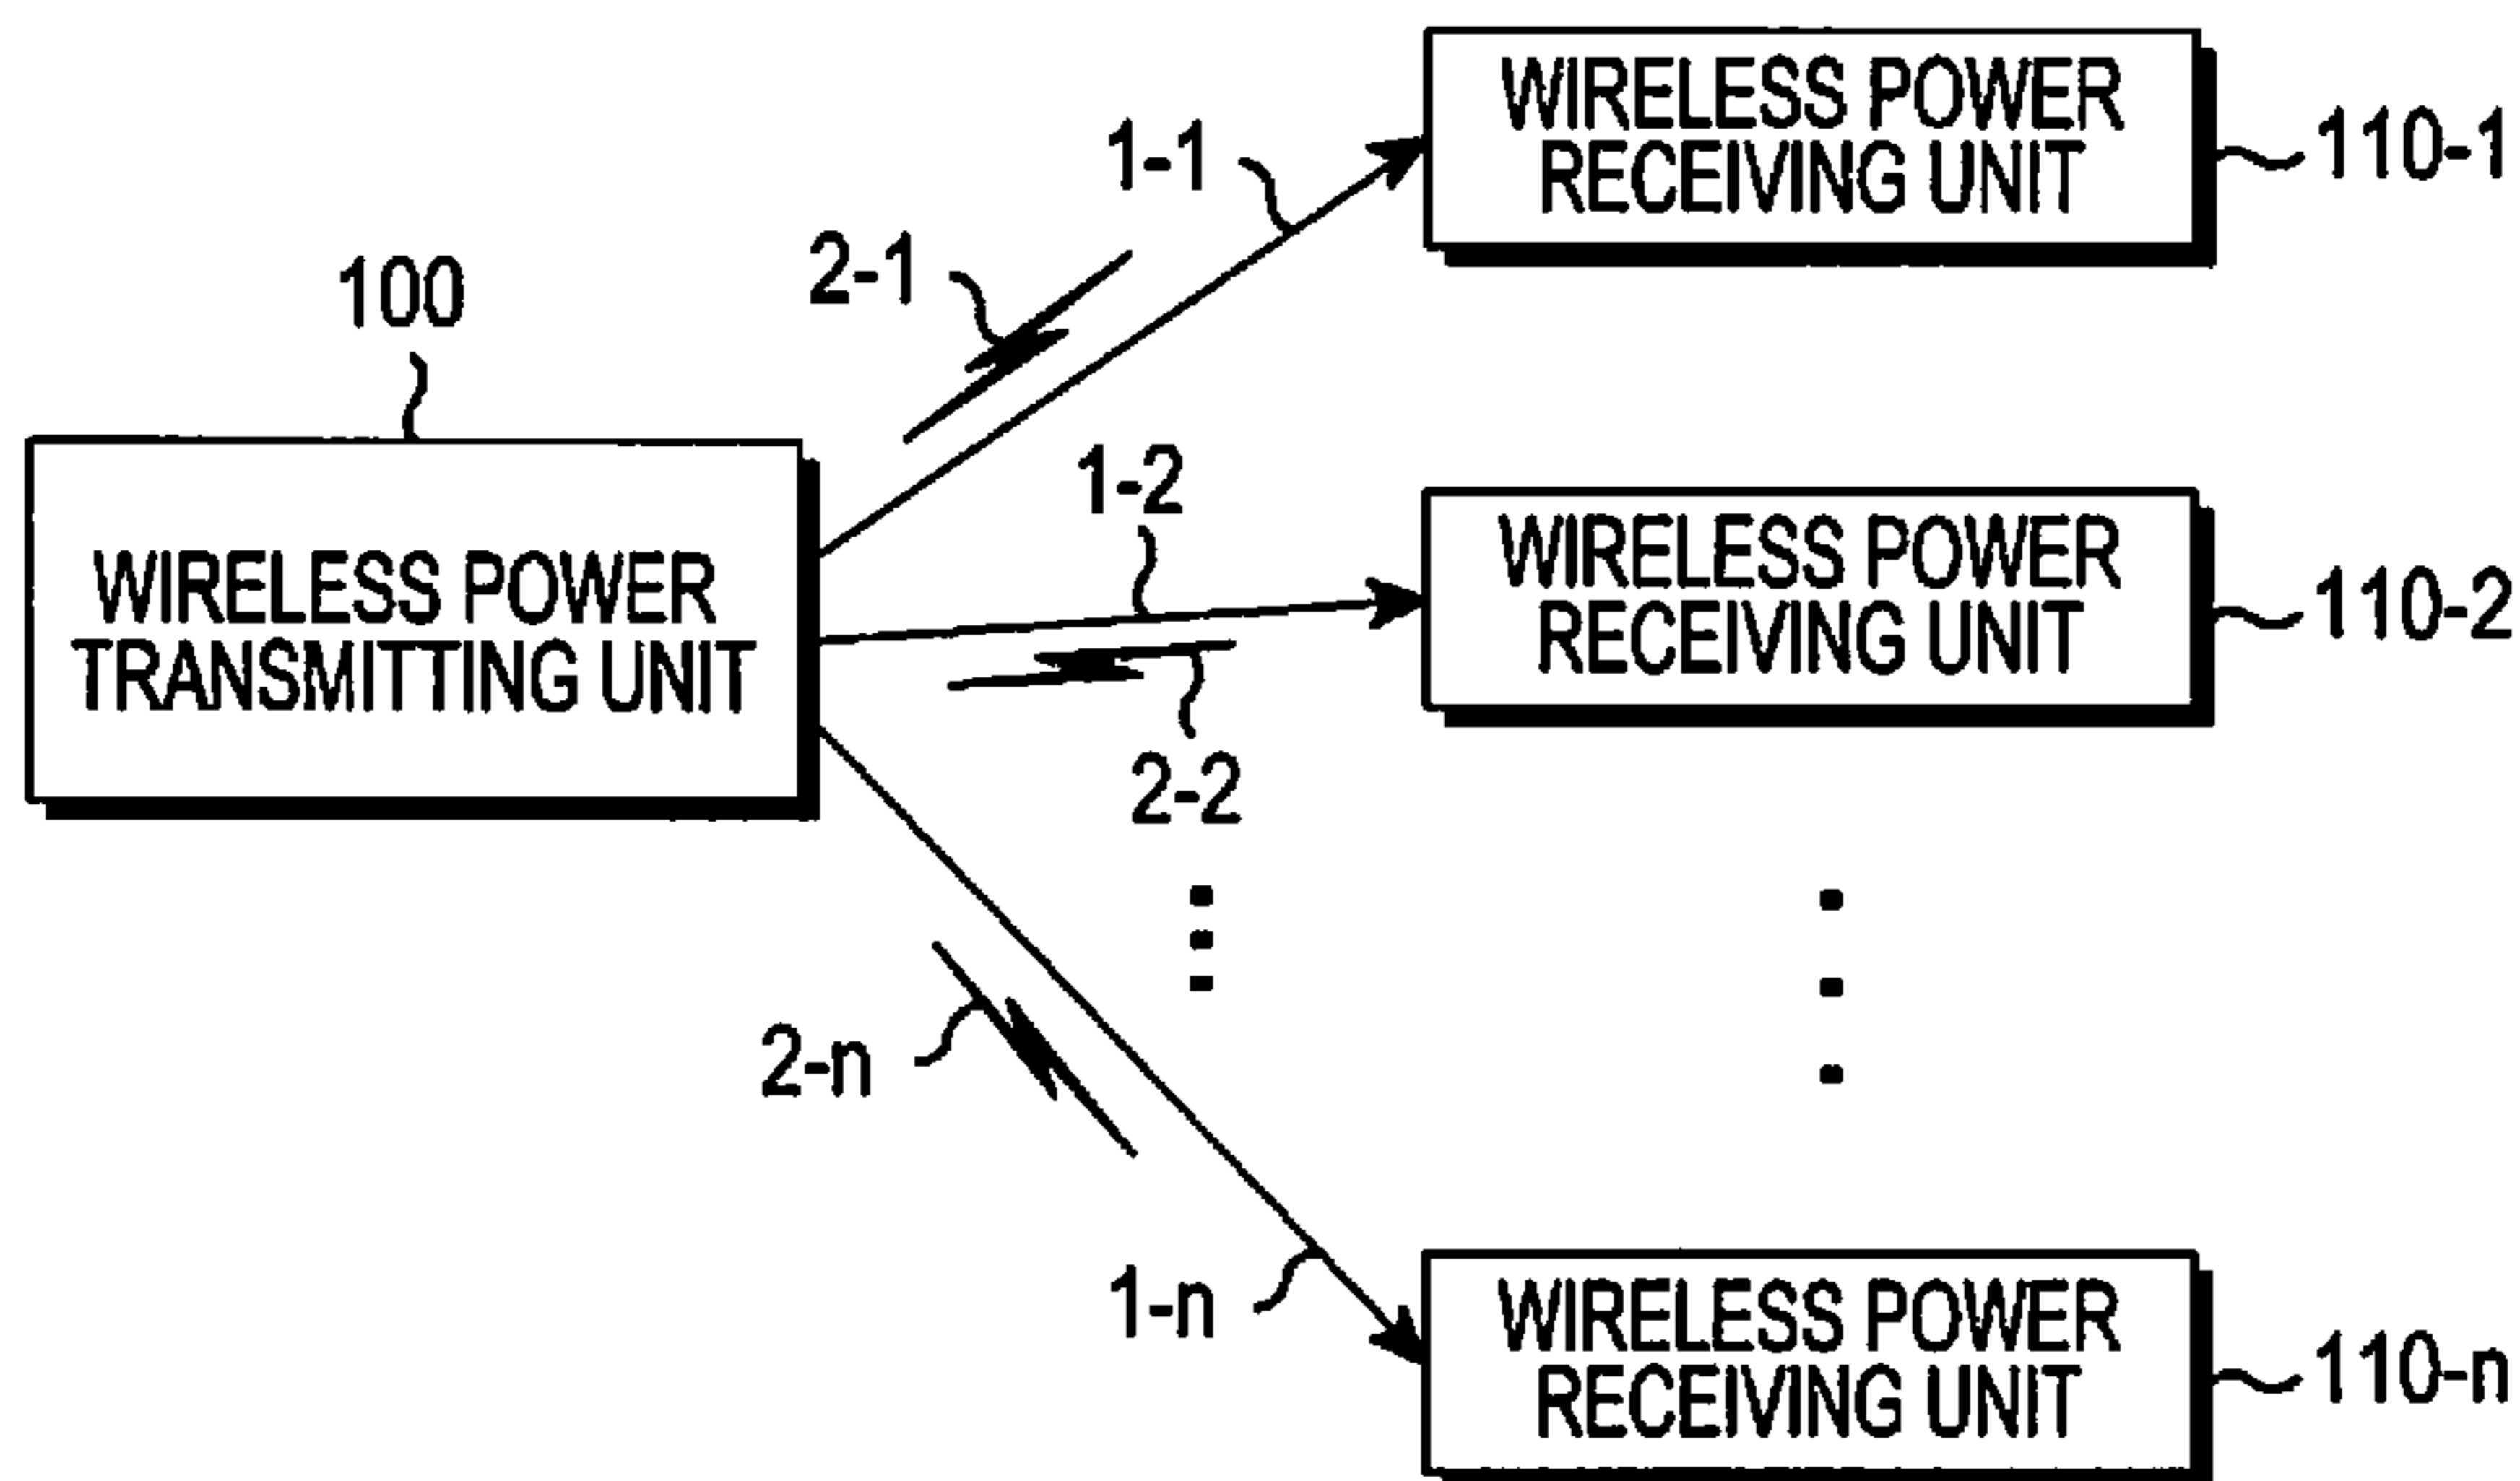 WIRELESS POWER
RECEIVING UNIT
110-1
1-1
2-1
100
WIRELESS POWER
TRANSMITTING UNIT
1-2
WIRELESS POWER
RECEIVING UNIT
110-2
2-2
2-n
1-n
WIRELESS POWER
RECEIVING UNIT
110-n